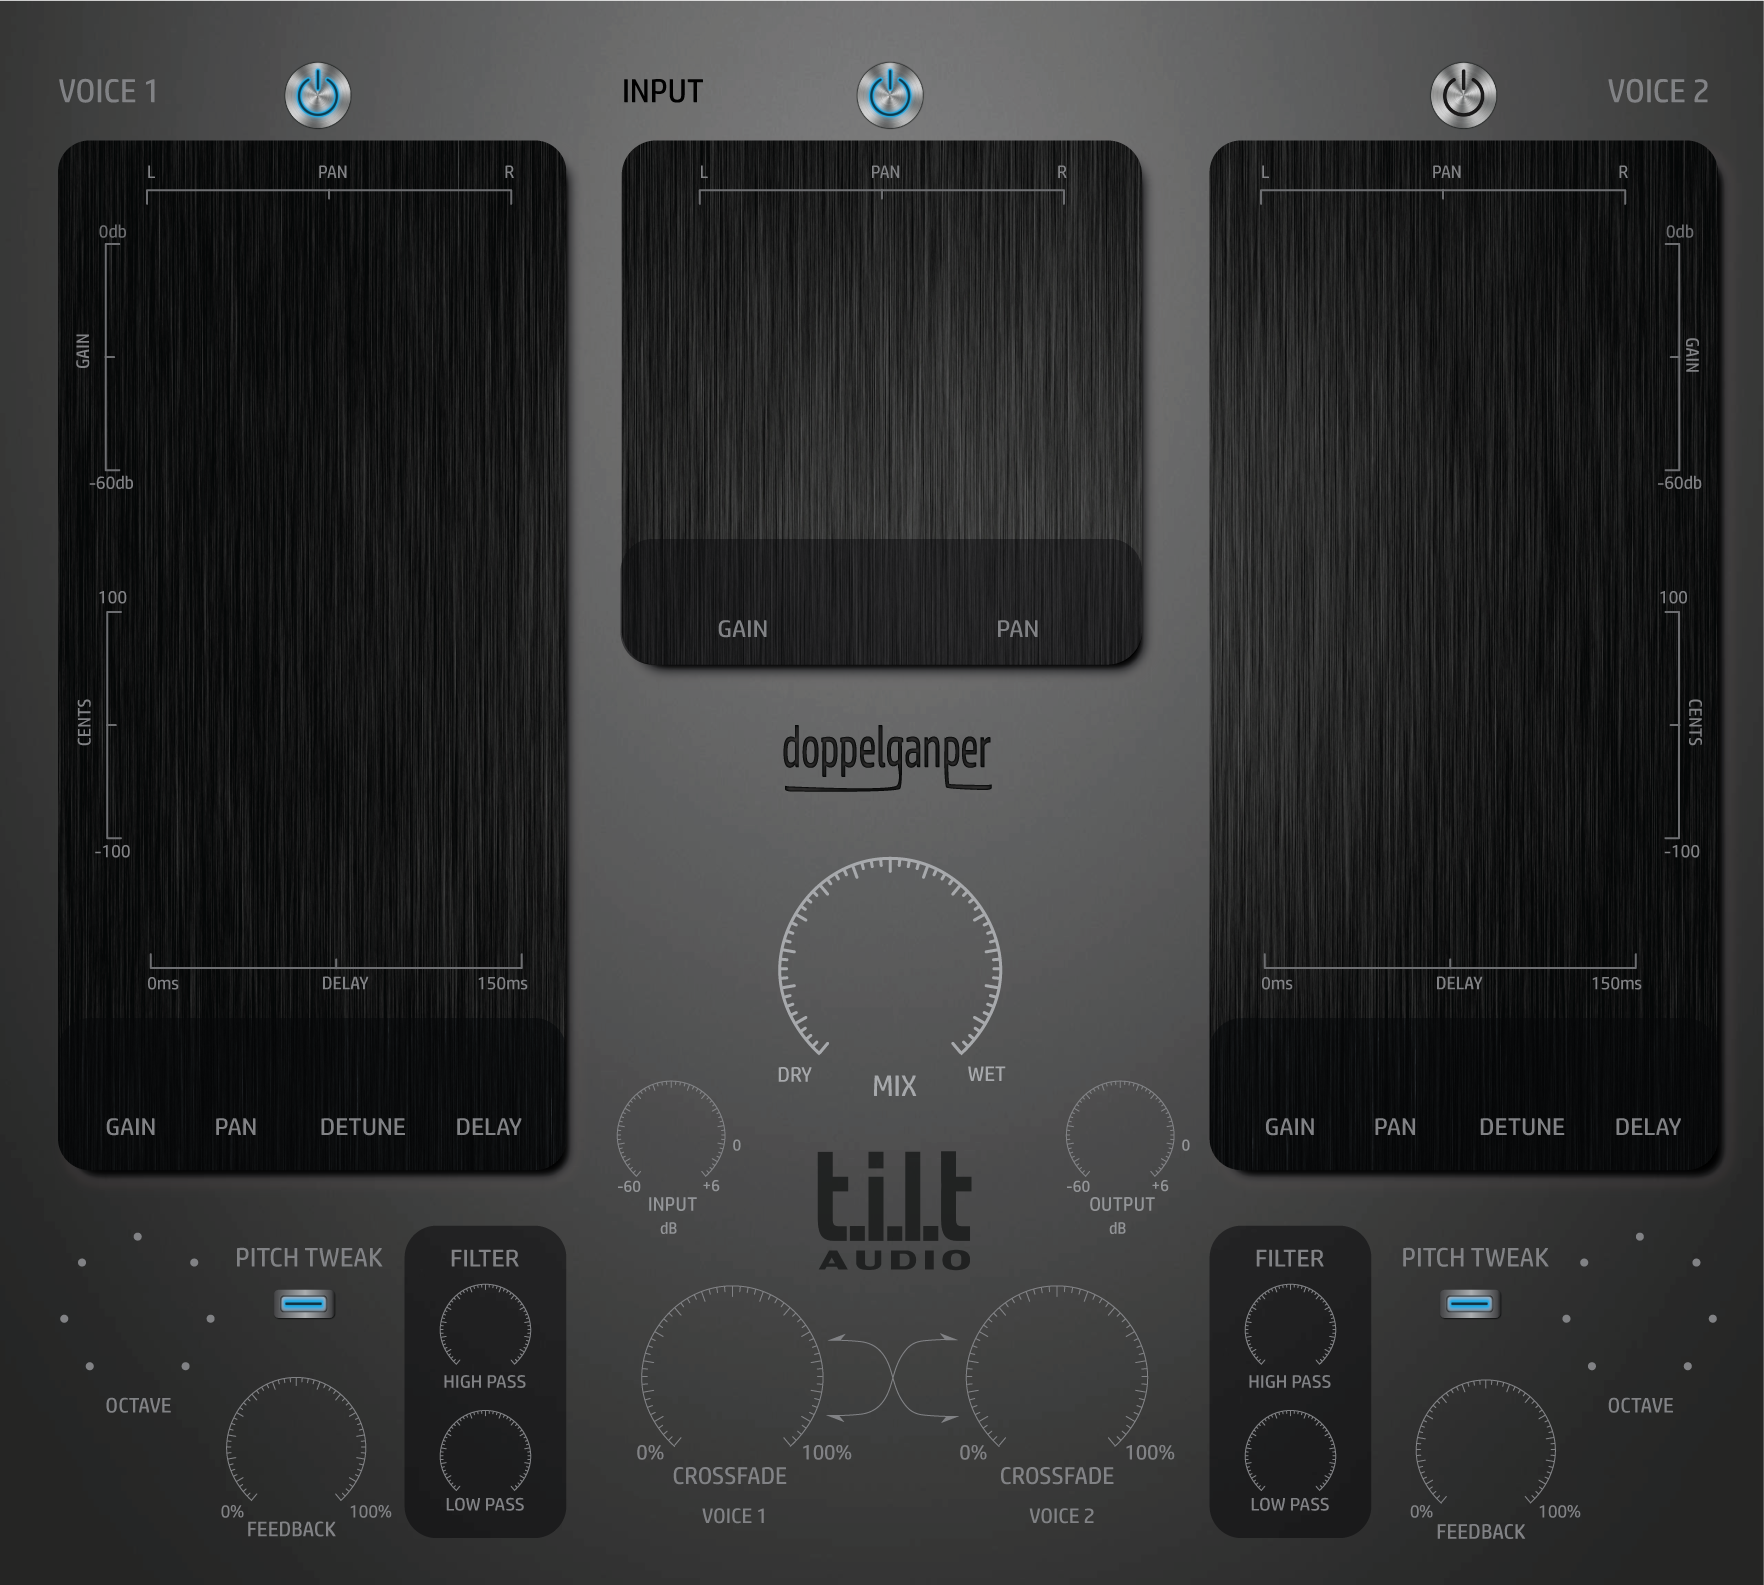 VOICE 1
INPUT
VOICE 2
L PAN R
0db
GAIN
-60db
100
CENTS
-100
0ms DELAY 150ms
GAIN PAN DETUNE DELAY
L PAN R
GAIN PAN
doppelganper
DRY MIX WET
-60 0 +6
INPUT
dB
-60 0 +6
OUTPUT
dB
t.i.l.t
AUDIO
L PAN R
0db
GAIN
-60db
100
CENTS
-100
0ms DELAY 150ms
GAIN PAN DETUNE DELAY
OCTAVE
PITCH TWEAK
0% 100%
FEEDBACK
FILTER
HIGH PASS
LOW PASS
0% 100%
CROSSFADE
VOICE 1
0% 100%
CROSSFADE
VOICE 2
FILTER
HIGH PASS
LOW PASS
PITCH TWEAK
0% 100%
FEEDBACK
OCTAVE